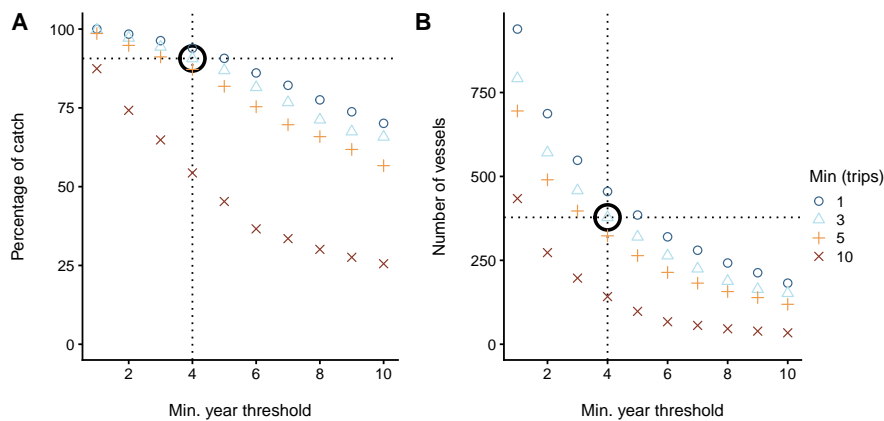 A
Percentage of catch
100
75
50
25
0
2 4 6 8 10
Min. year threshold
B
Number of vessels
750
500
250
0
2 4 6 8 10
Min. year threshold
Min (trips)
1
3
5
10